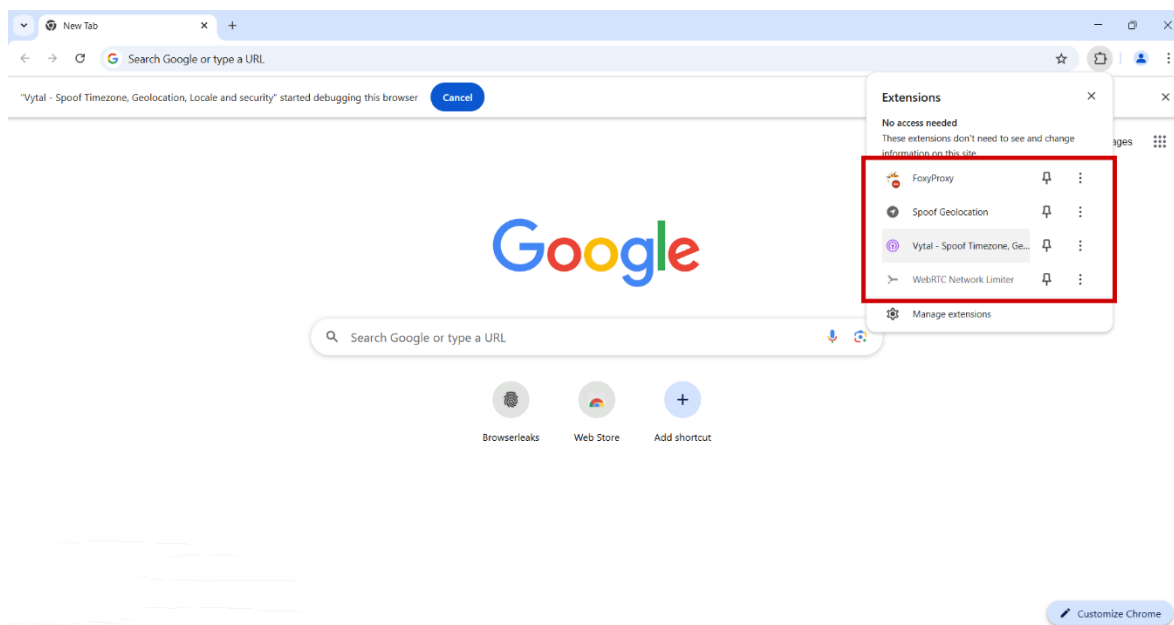 New Tab
Search Google or type a URL
"Vytal - Spoof Timezone, Geolocation, Locale and security" started debugging this browser
Cancel
Extensions
No access needed
These extensions don't need to see and change
information on this site
ages
FoxyProxy
Spoof Geolocation
Vytal - Spoof Timezone, Ge...
WebRTC Network Limiter
Manage extensions
Google
Search Google or type a URL
Browserleaks
Web Store
Add shortcut
Customize Chrome